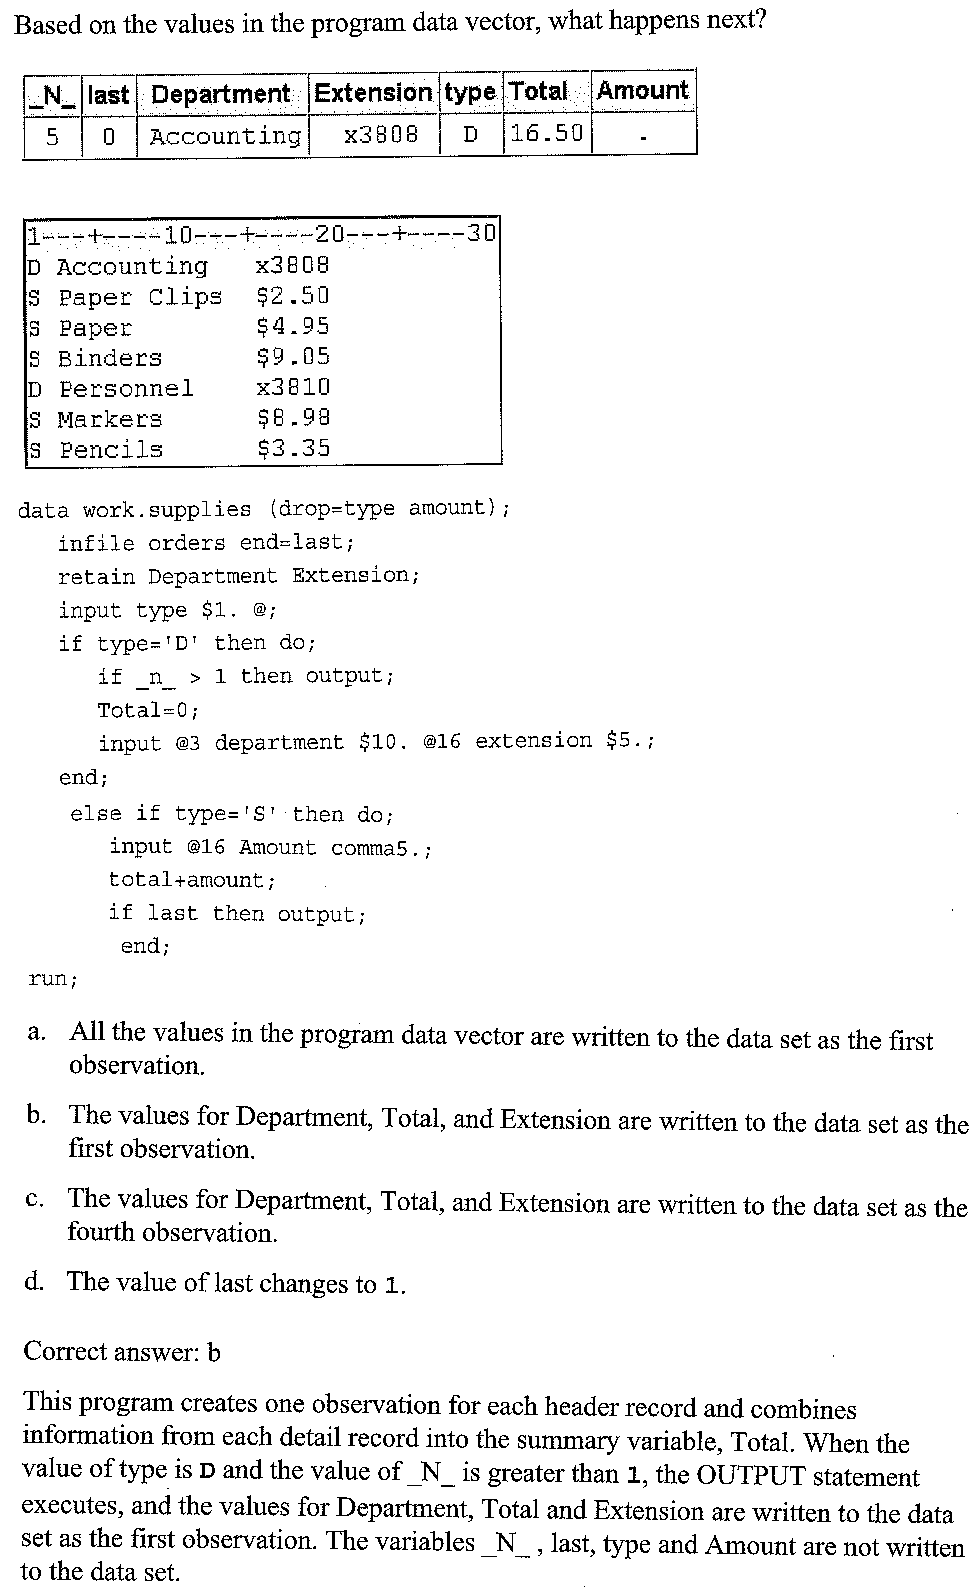 Based on the values in the program data vector, what happens next?
_N_ last Department Extension type Total Amount
5 0 Accounting x3808 D 16.50 .
1---+----10---+----20---+----30
D Accounting x3808
S Paper Clips $2.50
S Paper $4.95
S Binders $9.05
D Personnel x3810
S Markers $8.98
S Pencils $3.35
data work.supplies (drop=type amount);
infile orders end=last;
retain Department Extension;
input type $1. @;
if type='D' then do;
if _n_ > 1 then output;
Total=0;
input @3 department $10. @16 extension $5.;
end;
else if type='S' then do;
input @16 Amount comma5.;
total+amount;
if last then output;
end;
run;
a. All the values in the program data vector are written to the data set as the first
observation.
b. The values for Department, Total, and Extension are written to the data set as the
first observation.
c. The values for Department, Total, and Extension are written to the data set as the
fourth observation.
d. The value of last changes to 1.
Correct answer: b
This program creates one observation for each header record and combines
information from each detail record into the summary variable, Total. When the
value of type is D and the value of _N_ is greater than 1, the OUTPUT statement
executes, and the values for Department, Total and Extension are written to the data
set as the first observation. The variables _N_ , last, type and Amount are not written
to the data set.